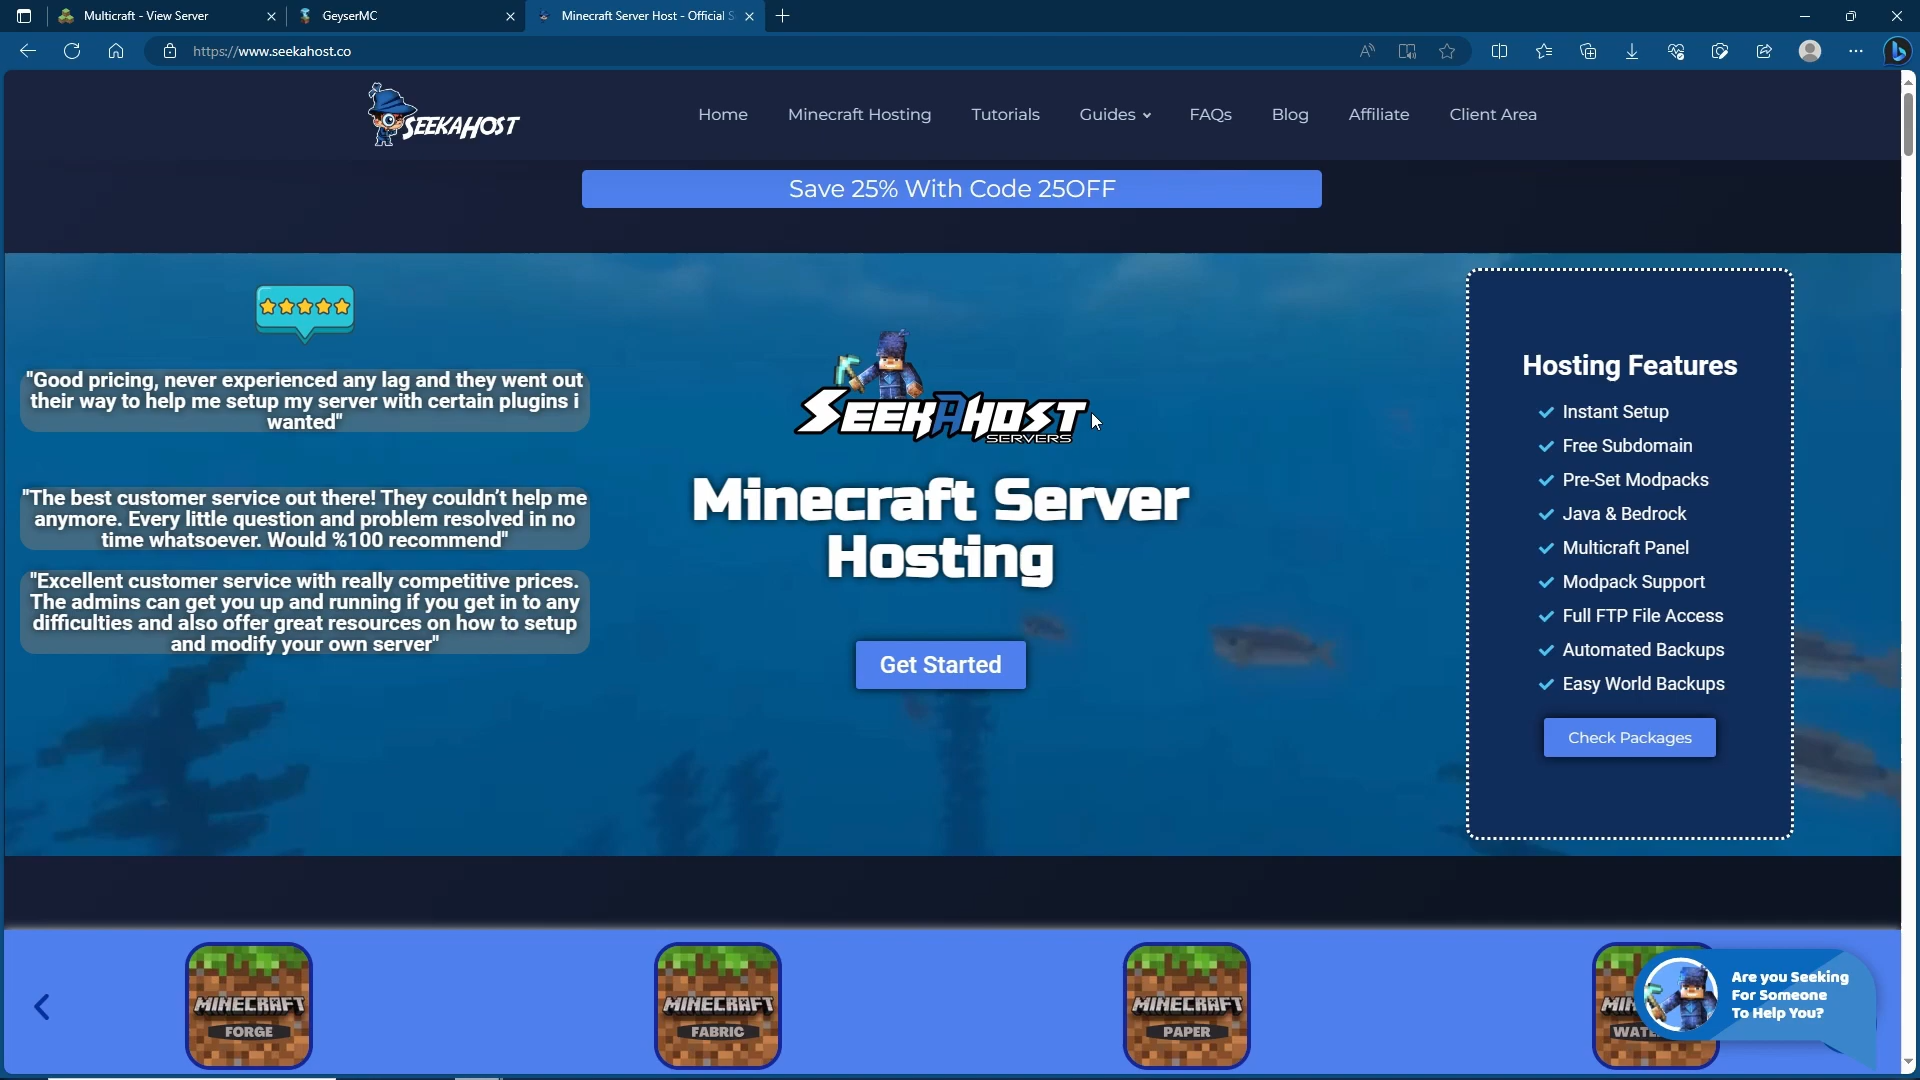 Multicraft - View Server
GeyserMC
Minecraft Server Host - Official S
https://www.seekahost.co
SEEKAHOST
Home
Minecraft Hosting
Tutorials
Guides
FAQs
Blog
Affiliate
Client Area
Save 25% With Code 25OFF
"Good pricing, never experienced any lag and they went out
their way to help me setup my server with certain plugins i
wanted"
"The best customer service out there! They couldn't help me
anymore. Every little question and problem resolved in no
time whatsoever. Would %100 recommend"
"Excellent customer service with really competitive prices.
The admins can get you up and running if you get in to any
difficulties and also offer great resources on how to setup
and modify your own server"
SEEKAHOST
SERVERS
Minecraft Server
Hosting
Get Started
Hosting Features
Instant Setup
Free Subdomain
Pre-Set Modpacks
Java & Bedrock
Multicraft Panel
Modpack Support
Full FTP File Access
Automated Backups
Easy World Backups
Check Packages
MINECRAFT
FORGE
MINECRAFT
FABRIC
MINECRAFT
PAPER
MIN
WAT
Are you Seeking
For Someone
To Help You?